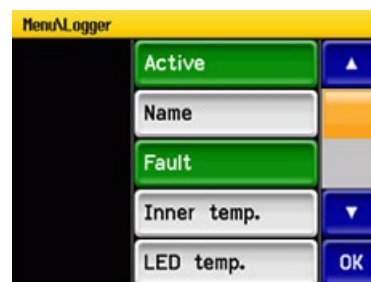 Menu\Logger
Active
Name
Fault
Inner temp.
LED temp.
OK